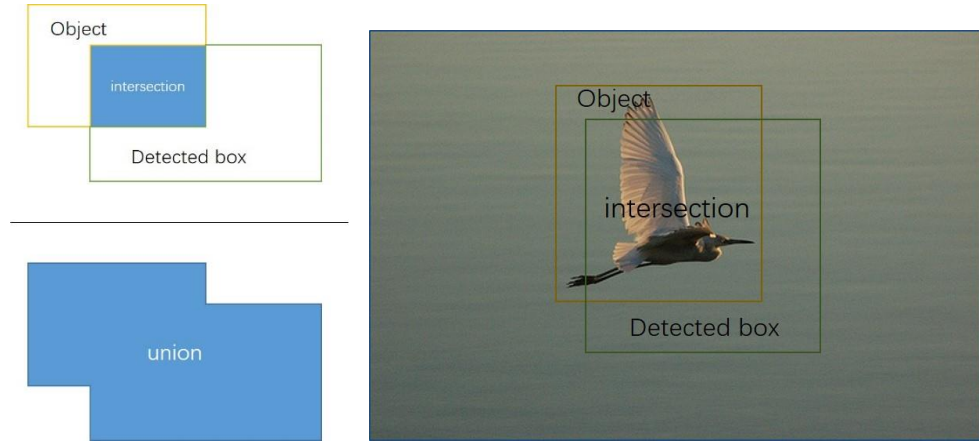 Object
intersection
Detected box
union
Object
intersection
Detected box